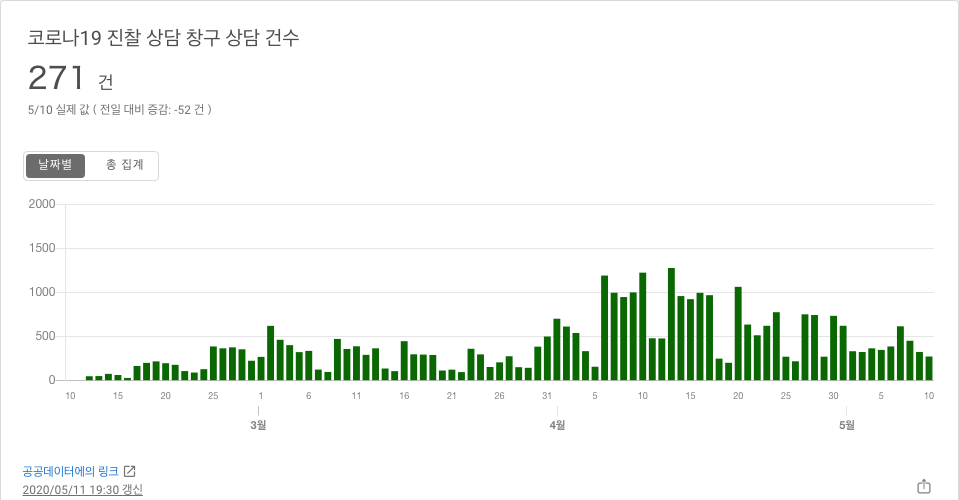 코로나19 진찰 상담 창구 상담 건수
271 건
5/10 실제 값 ( 전일 대비 증감: -52 건 )
날짜별 총 집계
2000
1500
1000
500
0
10 15 20 25 1 6 11 16 21 26 31 5 10 15 20 25 30 5 10
3월 4월 5월
공공데이터에의 링크
2020/05/11 19:30 갱신